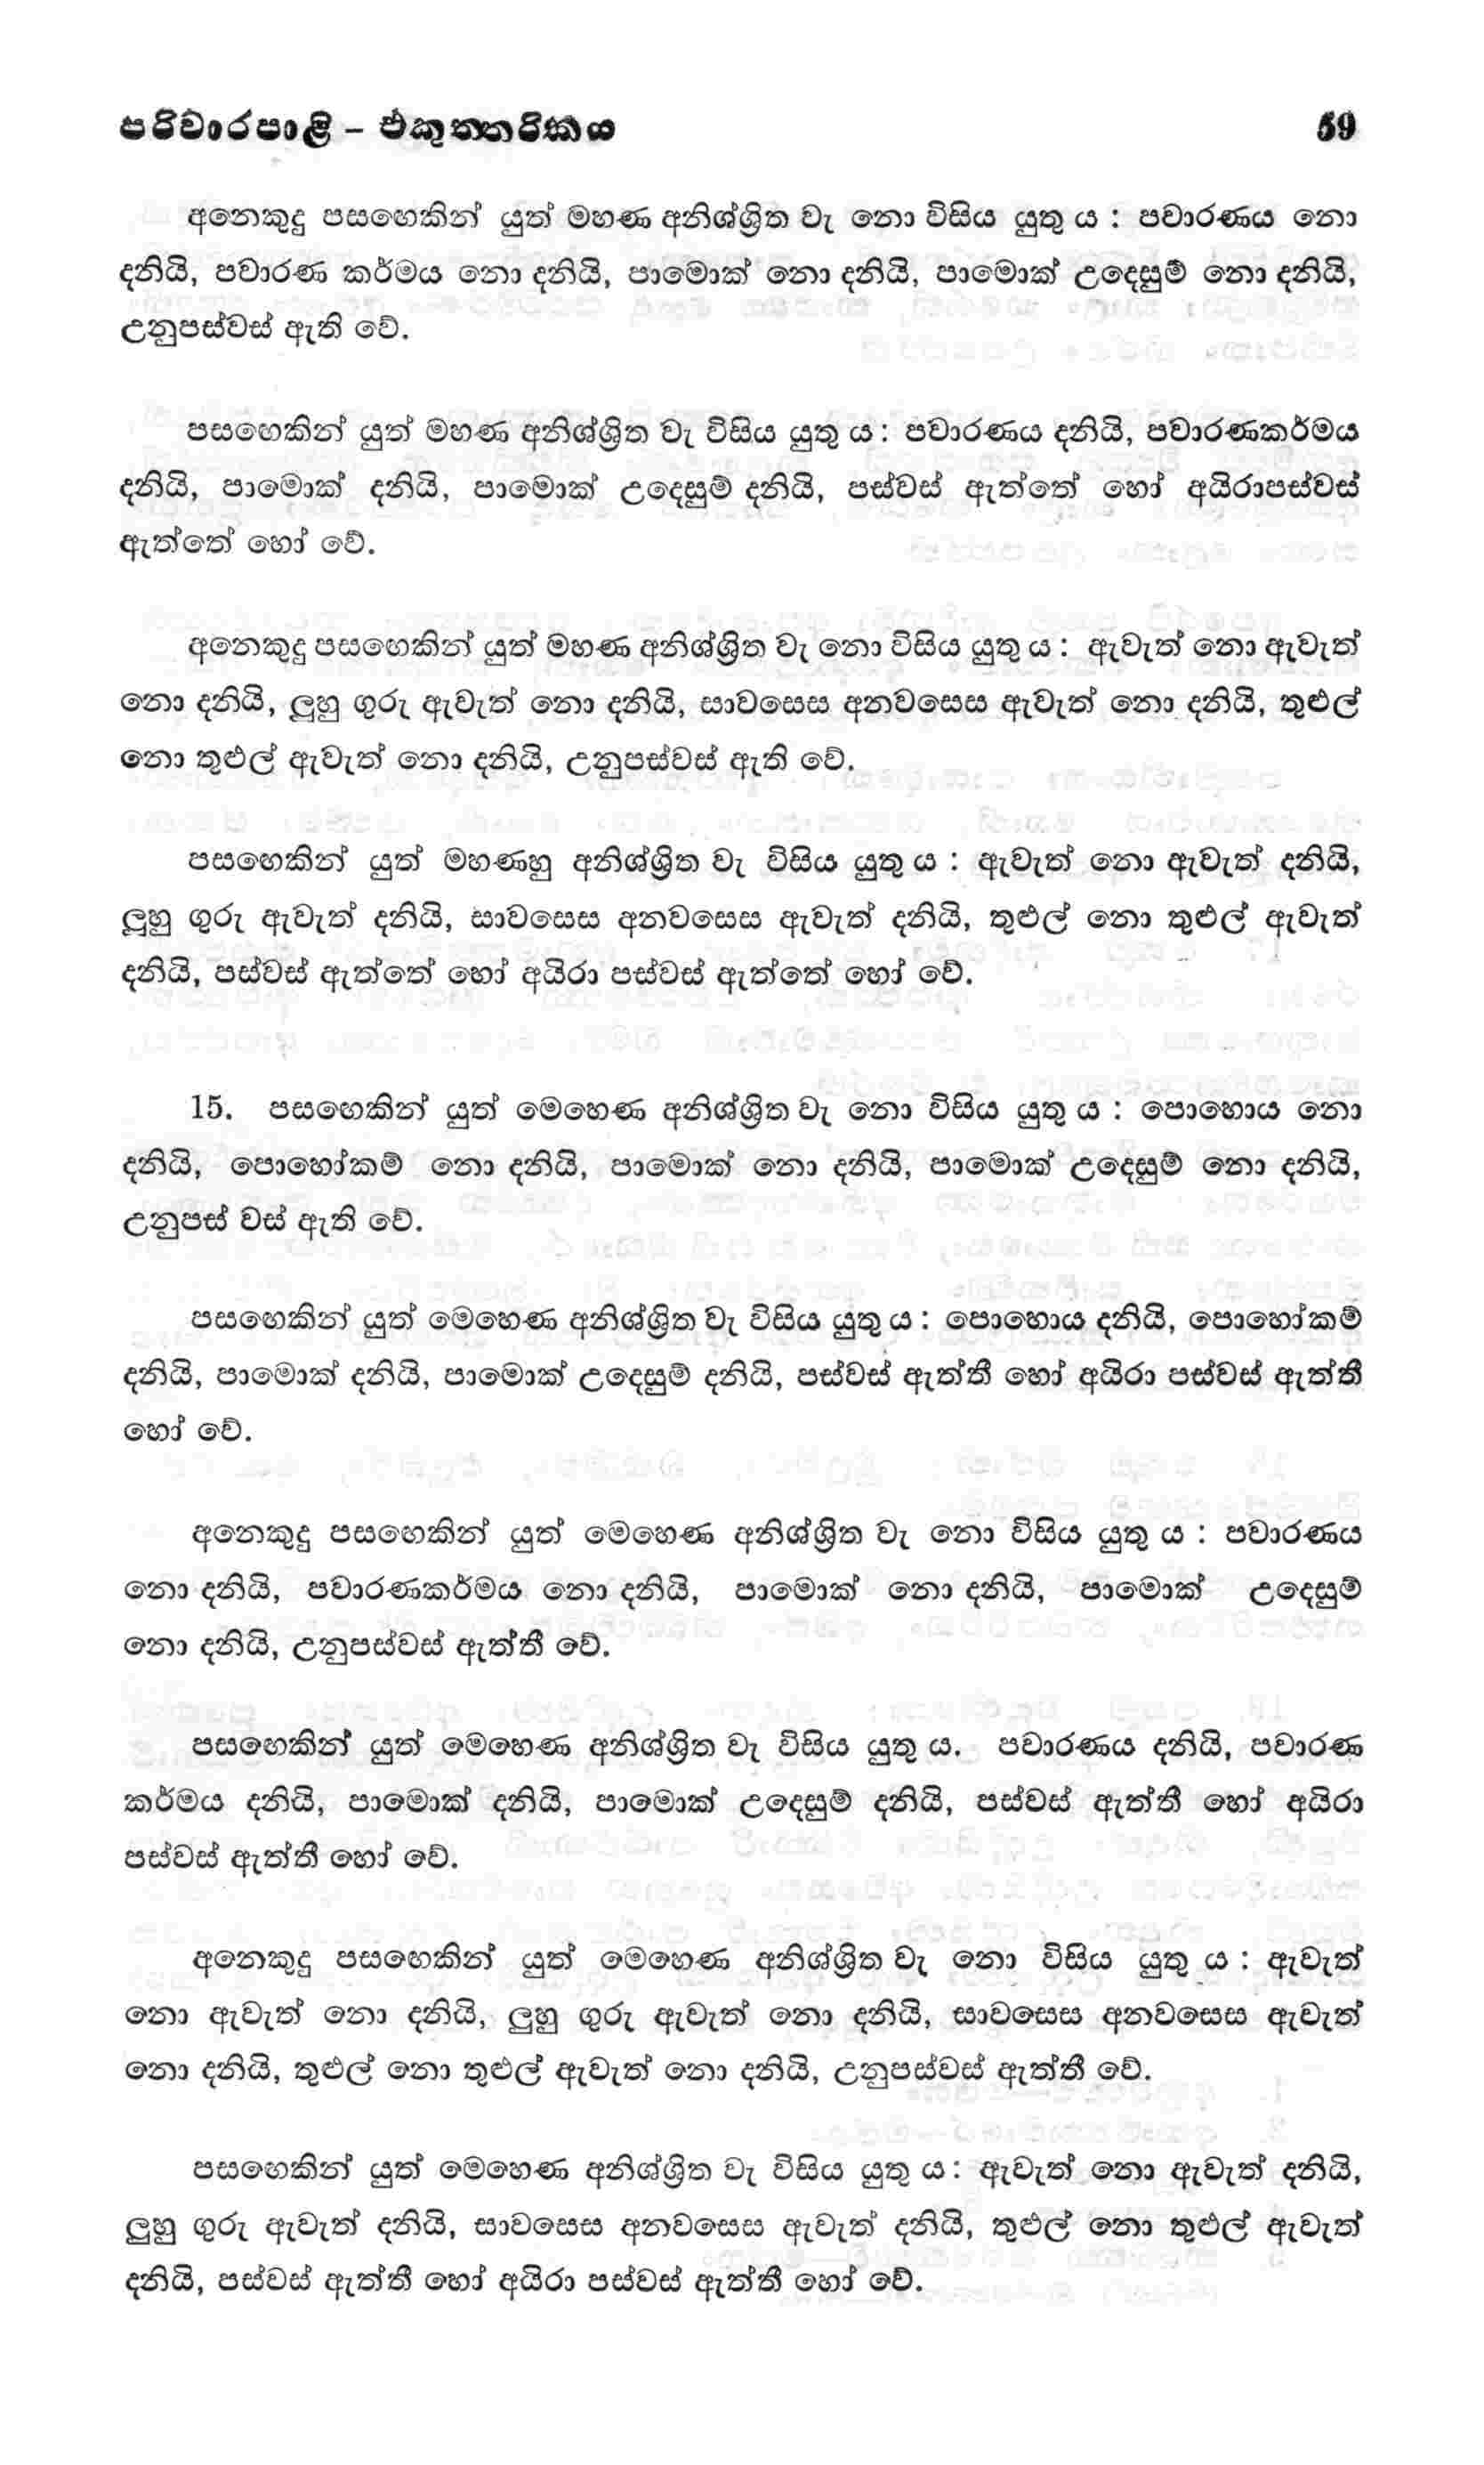 පරිවාරපාළි – එකුත්තරිකය 59
අනෙකුදු පසඟෙකින් යුත් මහණ අනිශ්ශ්‍රිත වැ නො විසිය යුතු ය : පවාරණය නො
දනියි, පවාරණ කර්මය නො දනියි, පාමොක් නො දනියි, පාමොක් උදෙසුම් නො දනියි,
උනුපස්වස් ඇති වේ.
පසඟෙකින් යුත් මහණ අනිශ්ශ්‍රිත වැ විසිය යුතු ය : පවාරණය දනියි, පවාරණකර්මය
දනියි, පාමොක් දනියි, පාමොක් උදෙසුම් දනියි, පස්වස් ඇත්තේ හෝ අයිරාපස්වස්
ඇත්තේ හෝ වේ.
අනෙකුදු පසඟෙකින් යුත් මහණ අනිශ්ශ්‍රිත වැ නො විසිය යුතු ය : ඇවැත් නො ඇවැත්
නො දනියි, ලුහු ගුරු ඇවැත් නො දනියි, සාවසෙස අනවසෙස ඇවැත් නො දනියි, තුළුල්
නො තුළුල් ඇවැත් නො දනියි, උනුපස්වස් ඇති වේ.
පසඟෙකින් යුත් මහණහු අනිශ්ශ්‍රිත වැ විසිය යුතු ය : ඇවැත් නො ඇවැත් දනියි,
ලුහු ගුරු ඇවැත් දනියි, සාවසෙස අනවසෙස ඇවැත් දනියි, තුළුල් නො තුළුල් ඇවැත්
දනියි, පස්වස් ඇත්තේ හෝ අයිරා පස්වස් ඇත්තේ හෝ වේ.
15. පසඟෙකින් යුත් මෙහෙණ අනිශ්ශ්‍රිත වැ නො විසිය යුතු ය : පොහොය නො
දනියි, පොහෝකම් නො දනියි, පාමොක් නො දනියි, පාමොක් උදෙසුම් නො දනියි,
උනුපස් වස් ඇති වේ.
පසඟෙකින් යුත් මෙහෙණ අනිශ්ශ්‍රිත වැ විසිය යුතු ය : පොහොය දනියි, පොහෝකම්
දනියි, පාමොක් දනියි, පාමොක් උදෙසුම් දනියි, පස්වස් ඇත්තී හෝ අයිරා පස්වස් ඇත්තී
හෝ වේ.
අනෙකුදු පසඟෙකින් යුත් මෙහෙණ අනිශ්ශ්‍රිත වැ නො විසිය යුතු ය : පවාරණය
නො දනියි, පවාරණකර්මය නො දනියි, පාමොක් නො දනියි, පාමොක් උදෙසුම්
නො දනියි, උනුපස්වස් ඇත්තී වේ.
පසඟෙකින් යුත් මෙහෙණ අනිශ්ශ්‍රිත වැ විසිය යුතු ය. පවාරණය දනියි, පවාරණ
කර්මය දනියි, පාමොක් දනියි, පාමොක් උදෙසුම් දනියි, පස්වස් ඇත්තී හෝ අයිරා
පස්වස් ඇත්තී හෝ වේ.
අනෙකුදු පසඟෙකින් යුත් මෙහෙණ අනිශ්ශ්‍රිත වැ නො විසිය යුතු ය : ඇවැත්
නො ඇවැත් නො දනියි, ලුහු ගුරු ඇවැත් නො දනියි, සාවසෙස අනවසෙස ඇවැත්
නො දනියි, තුළුල් නො තුළුල් ඇවැත් නො දනියි, උනුපස්වස් ඇත්තී වේ.
පසඟෙකින් යුත් මෙහෙණ අනිශ්ශ්‍රිත වැ විසිය යුතු ය : ඇවැත් නො ඇවැත් දනියි,
ලුහු ගුරු ඇවැත් දනියි, සාවසෙස අනවසෙස ඇවැත් දනියි, තුළුල් නො තුළුල් ඇවැත්
දනියි, පස්වස් ඇත්තී හෝ අයිරා පස්වස් ඇත්තී හෝ වේ.